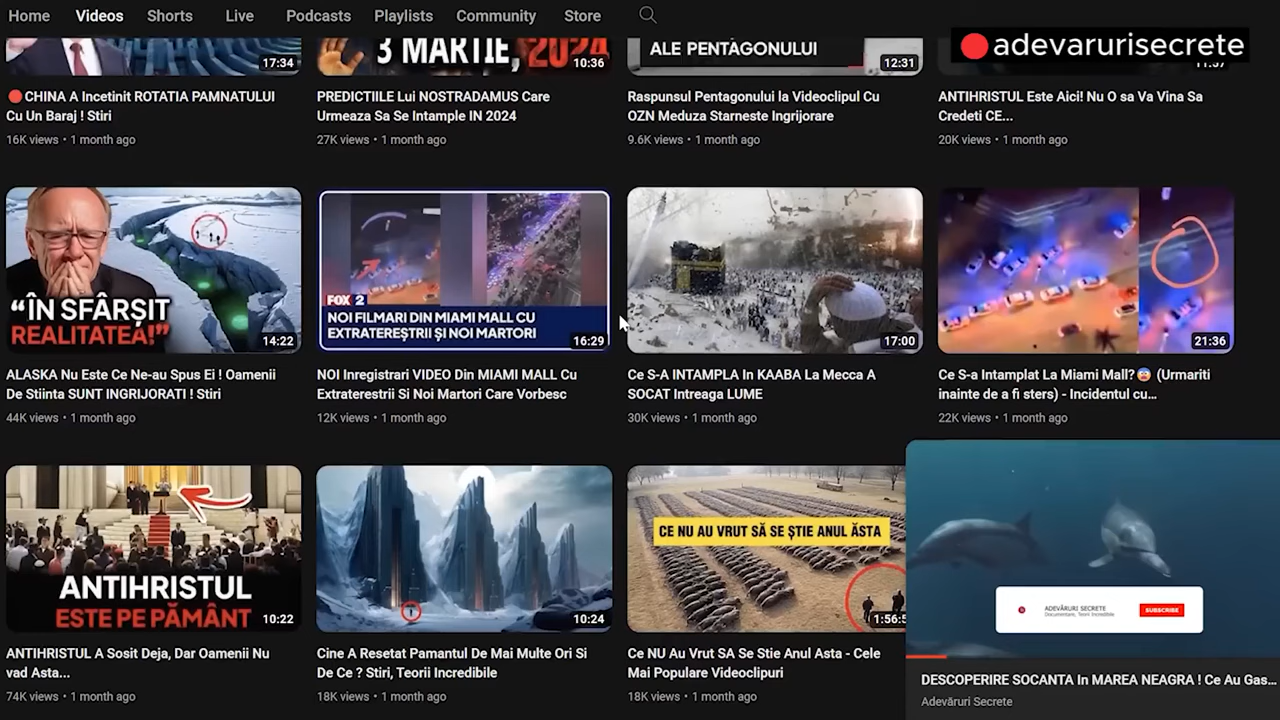 Home Videos Shorts Live Podcasts Playlists Community Store
adevarurisecrete
17:34
3 MARTIE, 2024
10:36
ALE PENTAGONULUI
12:31
11:37
CHINA A Incetinit ROTATIA PAMNATULUI
Cu Un Baraj ! Stiri
16K views • 1 month ago
PREDICTIILE Lui NOSTRADAMUS Care
Urmeaza Sa Se Intample IN 2024
27K views • 1 month ago
Raspunsul Pentagonului la Videoclipul Cu
OZN Meduza Starneste Ingrijorare
9.6K views • 1 month ago
ANTIHRISTUL Este Aici! Nu O sa Va Vina Sa
Credeti CE...
20K views • 1 month ago
“ÎN SFÂRȘIT
REALITATEA!”
14:22
FOX 2
NOI FILMARI DIN MIAMI MALL CU
EXTRATEREȘTRII ȘI NOI MARTORI
16:29
17:00
21:36
ALASKA Nu Este Ce Ne-au Spus Ei ! Oamenii
De Stiinta SUNT INGRIJORATI ! Stiri
44K views • 1 month ago
NOI Inregistrari VIDEO Din MIAMI MALL Cu
Extraterestrii Si Noi Martori Care Vorbesc
12K views • 1 month ago
Ce S-A INTAMPLA In KAABA La Mecca A
SOCAT Intreaga LUME
30K views • 1 month ago
Ce S-a Intamplat La Miami Mall?😨 (Urmariti
inainte de a fi sters) - Incidentul cu...
22K views • 1 month ago
ANTIHRISTUL
ESTE PE PĂMÂNT
10:22
10:24
CE NU AU VRUT SĂ SE ȘTIE ANUL ĂSTA
1:56:5
ANTIHRISTUL A Sosit Deja, Dar Oamenii Nu
vad Asta...
74K views • 1 month ago
Cine A Resetat Pamantul De Mai Multe Ori Si
De Ce ? Stiri, Teorii Incredibile
18K views • 1 month ago
Ce NU Au Vrut SA Se Stie Anul Asta - Cele
Mai Populare Videoclipuri
18K views • 1 month ago
ADEVĂRURI SECRETE
Documentare, Teorii Incredibile
SUBSCRIBE
DESCOPERIRE SOCANTA In MAREA NEAGRA ! Ce Au Gas...
Adevăruri Secrete